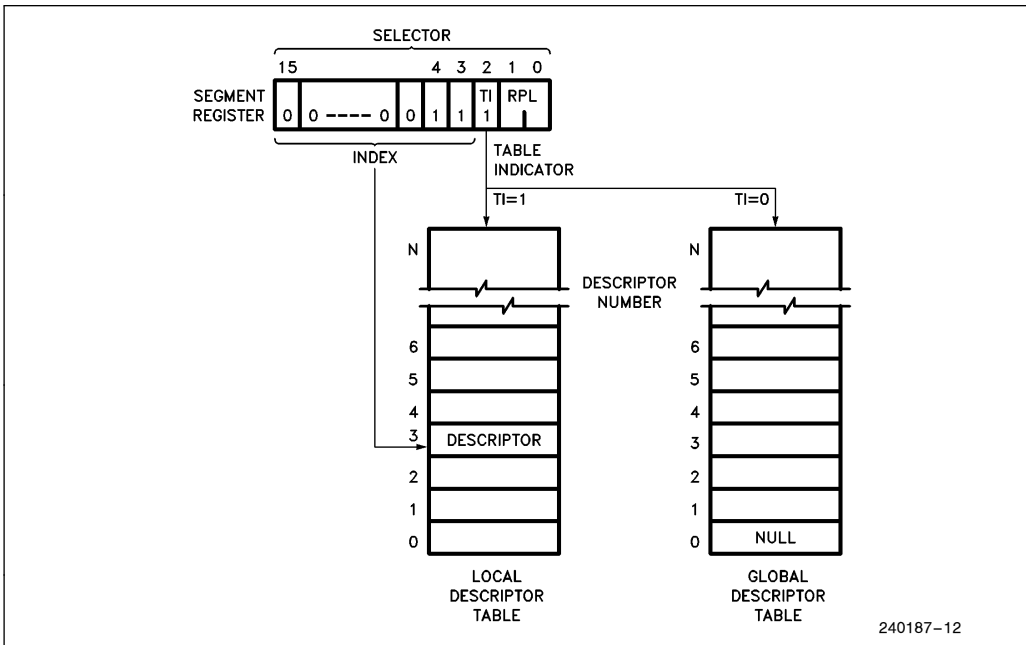 SELECTOR
15 4 3 2 1 0
SEGMENT
REGISTER
TI RPL
0 0 ---- 0 0 1 1 1
INDEX
TABLE
INDICATOR
TI=1 TI=0
N N
DESCRIPTOR
NUMBER
6 6
5 5
4 4
3 DESCRIPTOR 3
2 2
1 1
0 0 NULL
LOCAL
DESCRIPTOR
TABLE
GLOBAL
DESCRIPTOR
TABLE
240187–12